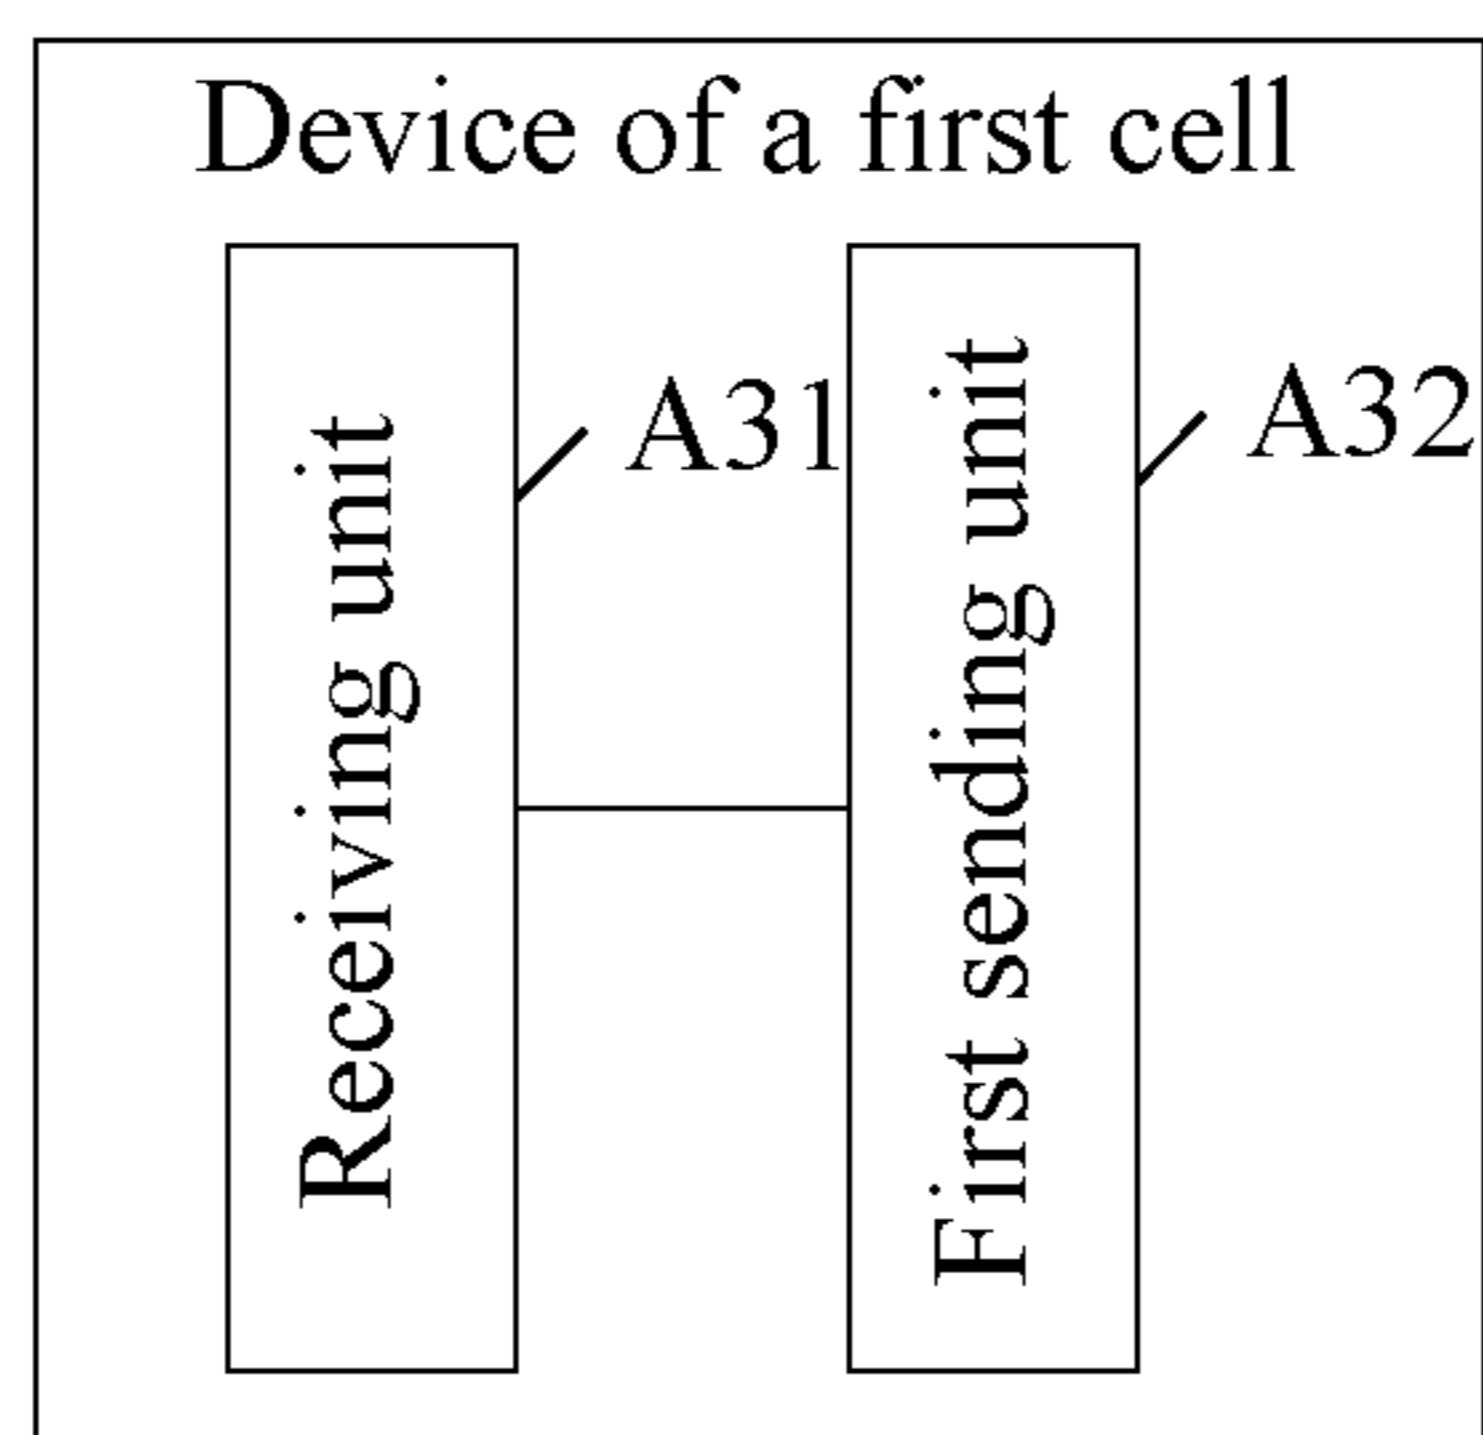 Device of a first cell
Receiving unit
A31
First sending unit
A32